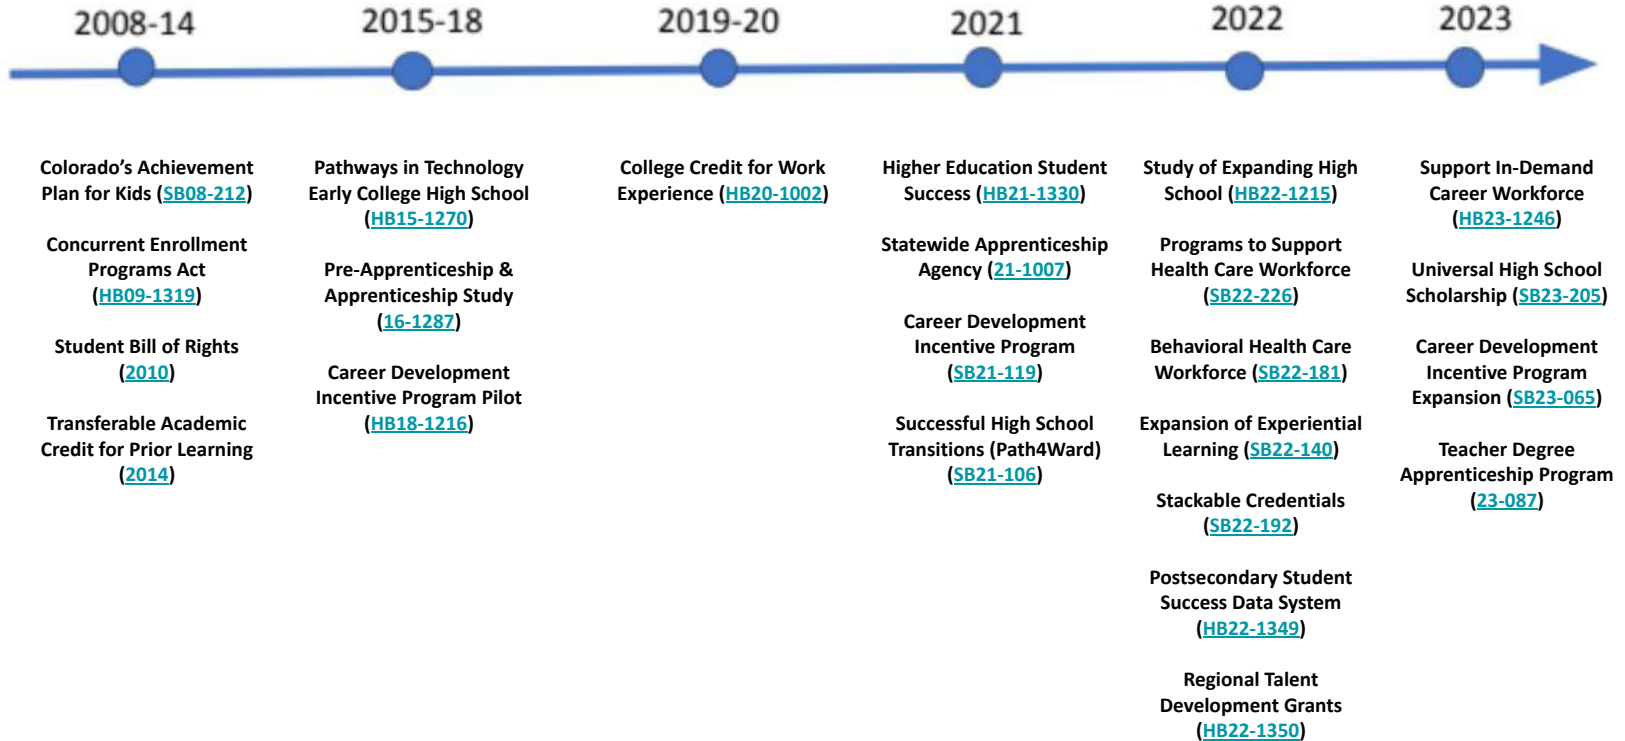 2008-14
2015-18
2019-20
2021
2022
2023
Colorado’s Achievement
Plan for Kids (SB08-212)
Concurrent Enrollment
Programs Act
(HB09-1319)
Student Bill of Rights
(2010)
Transferable Academic
Credit for Prior Learning
(2014)
Pathways in Technology
Early College High School
(HB15-1270)
Pre-Apprenticeship &
Apprenticeship Study
(16-1287)
Career Development
Incentive Program Pilot
(HB18-1216)
College Credit for Work
Experience (HB20-1002)
Higher Education Student
Success (HB21-1330)
Statewide Apprenticeship
Agency (21-1007)
Career Development
Incentive Program
(SB21-119)
Successful High School
Transitions (Path4Ward)
(SB21-106)
Study of Expanding High
School (HB22-1215)
Programs to Support
Health Care Workforce
(SB22-226)
Behavioral Health Care
Workforce (SB22-181)
Expansion of Experiential
Learning (SB22-140)
Stackable Credentials
(SB22-192)
Postsecondary Student
Success Data System
(HB22-1349)
Regional Talent
Development Grants
(HB22-1350)
Support In-Demand
Career Workforce
(HB23-1246)
Universal High School
Scholarship (SB23-205)
Career Development
Incentive Program
Expansion (SB23-065)
Teacher Degree
Apprenticeship Program
(23-087)